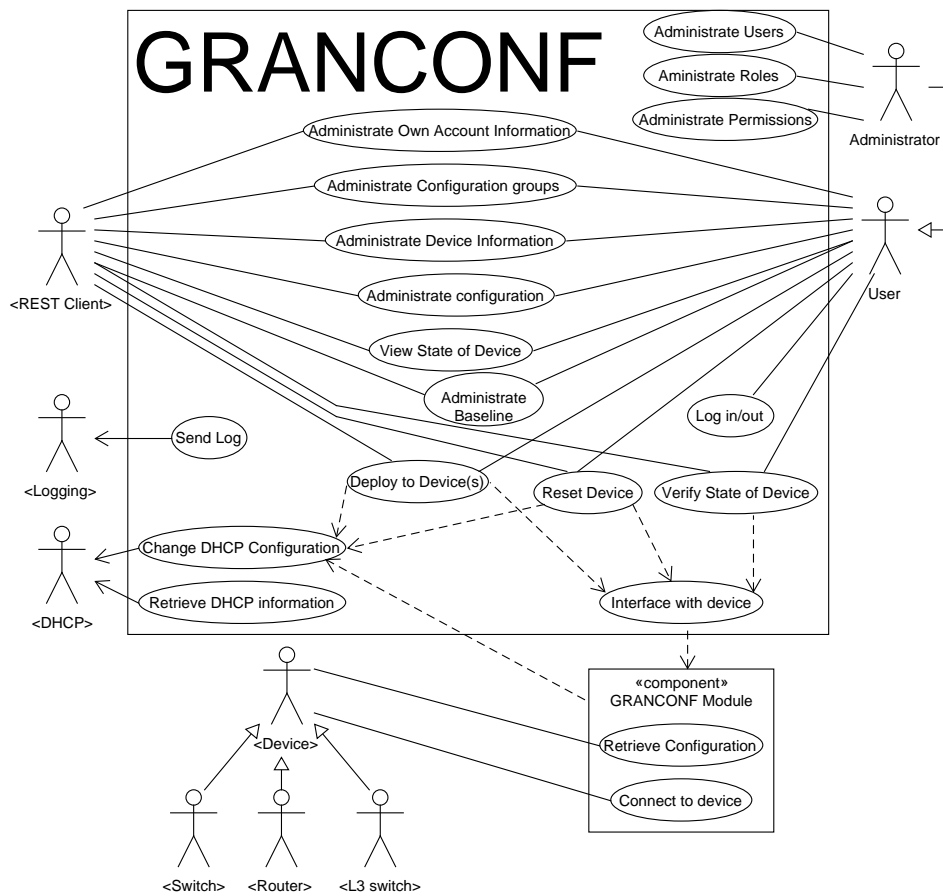 GRANCONF
Administrate Users
Aministrate Roles
Administrate Permissions
Administrator
Administrate Own Account Information
Administrate Configuration groups
Administrate Device Information
<REST Client>
User
Administrate configuration
View State of Device
Administrate
Baseline
Log in/out
Send Log
<Logging>
Deploy to Device(s)
Reset Device
Verify State of Device
Change DHCP Configuration
Retrieve DHCP information
<DHCP>
Interface with device
«component»
GRANCONF Module
<Device>
Retrieve Configuration
Connect to device
<Switch>
<Router>
<L3 switch>